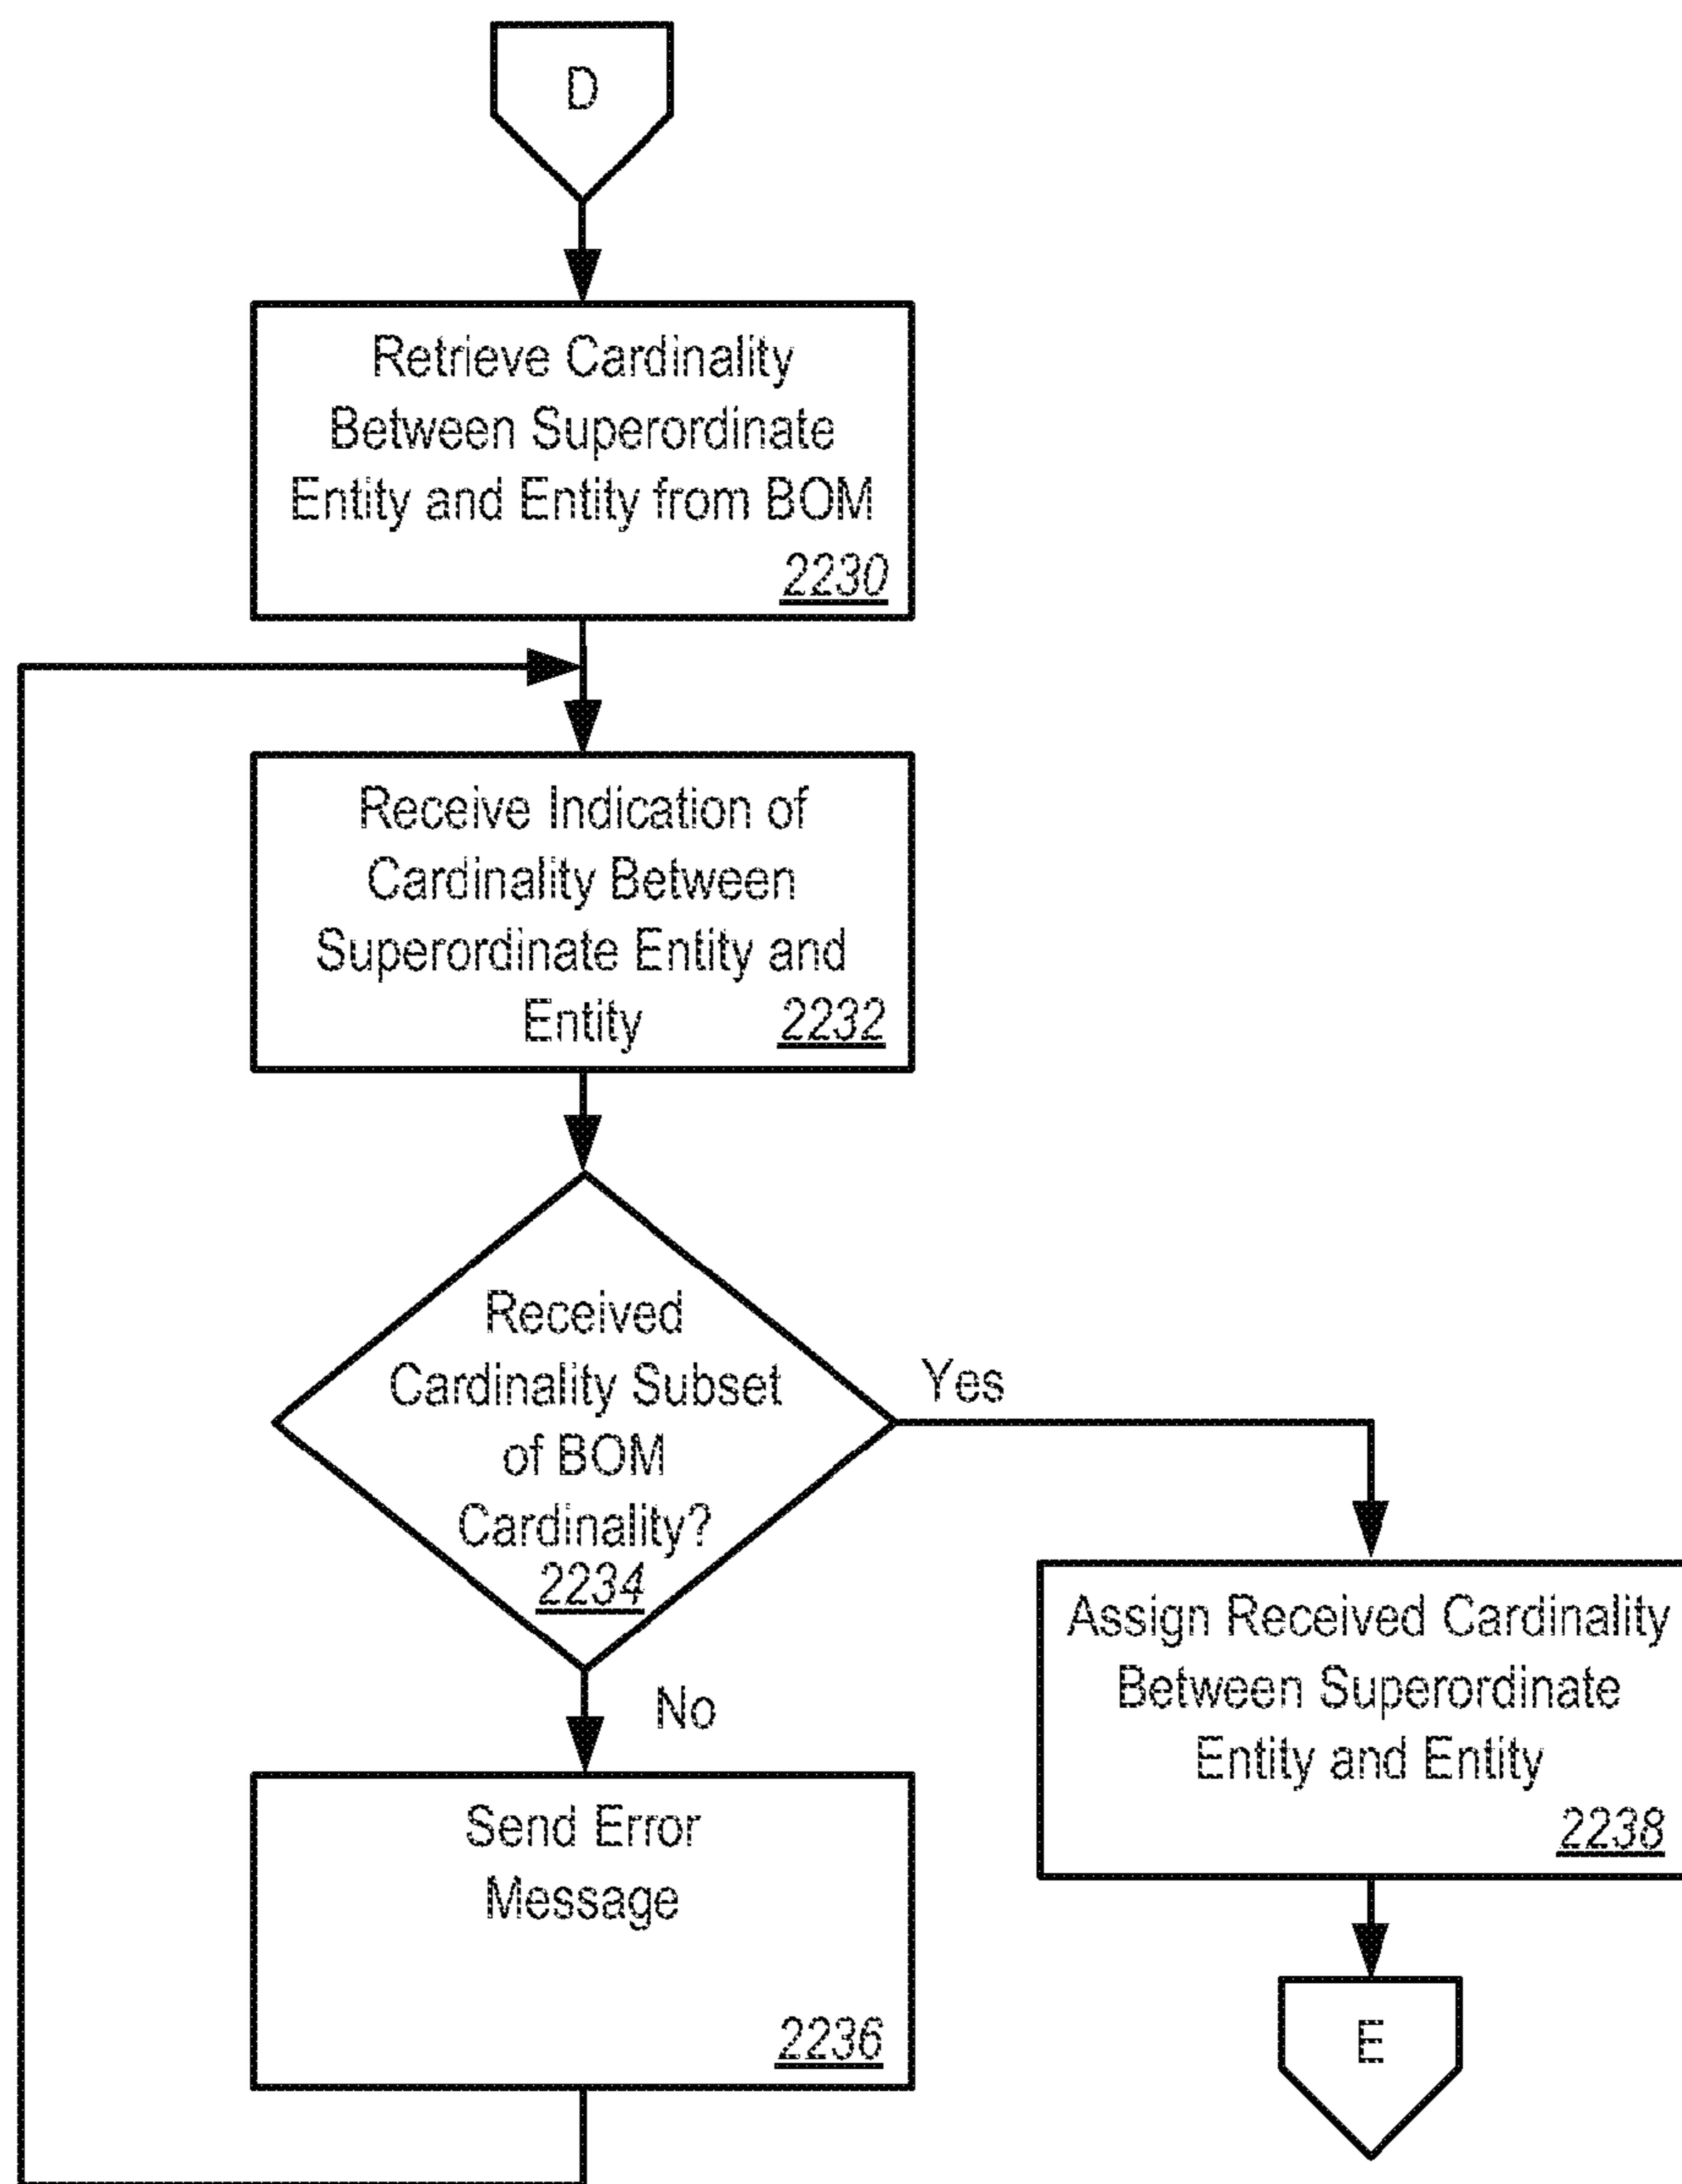 D
Retrieve Cardinality
Between Superordinate
Entity and Entity from BOM
2230
Receive Indication of
Cardinality Between
Superordinate Entity and
Entity 2232
Received
Cardinality Subset
of BOM
Cardinality?
2234
Yes
No
Send Error
Message
2236
Assign Received Cardinality
Between Superordinate
Entity and Entity
2238
E